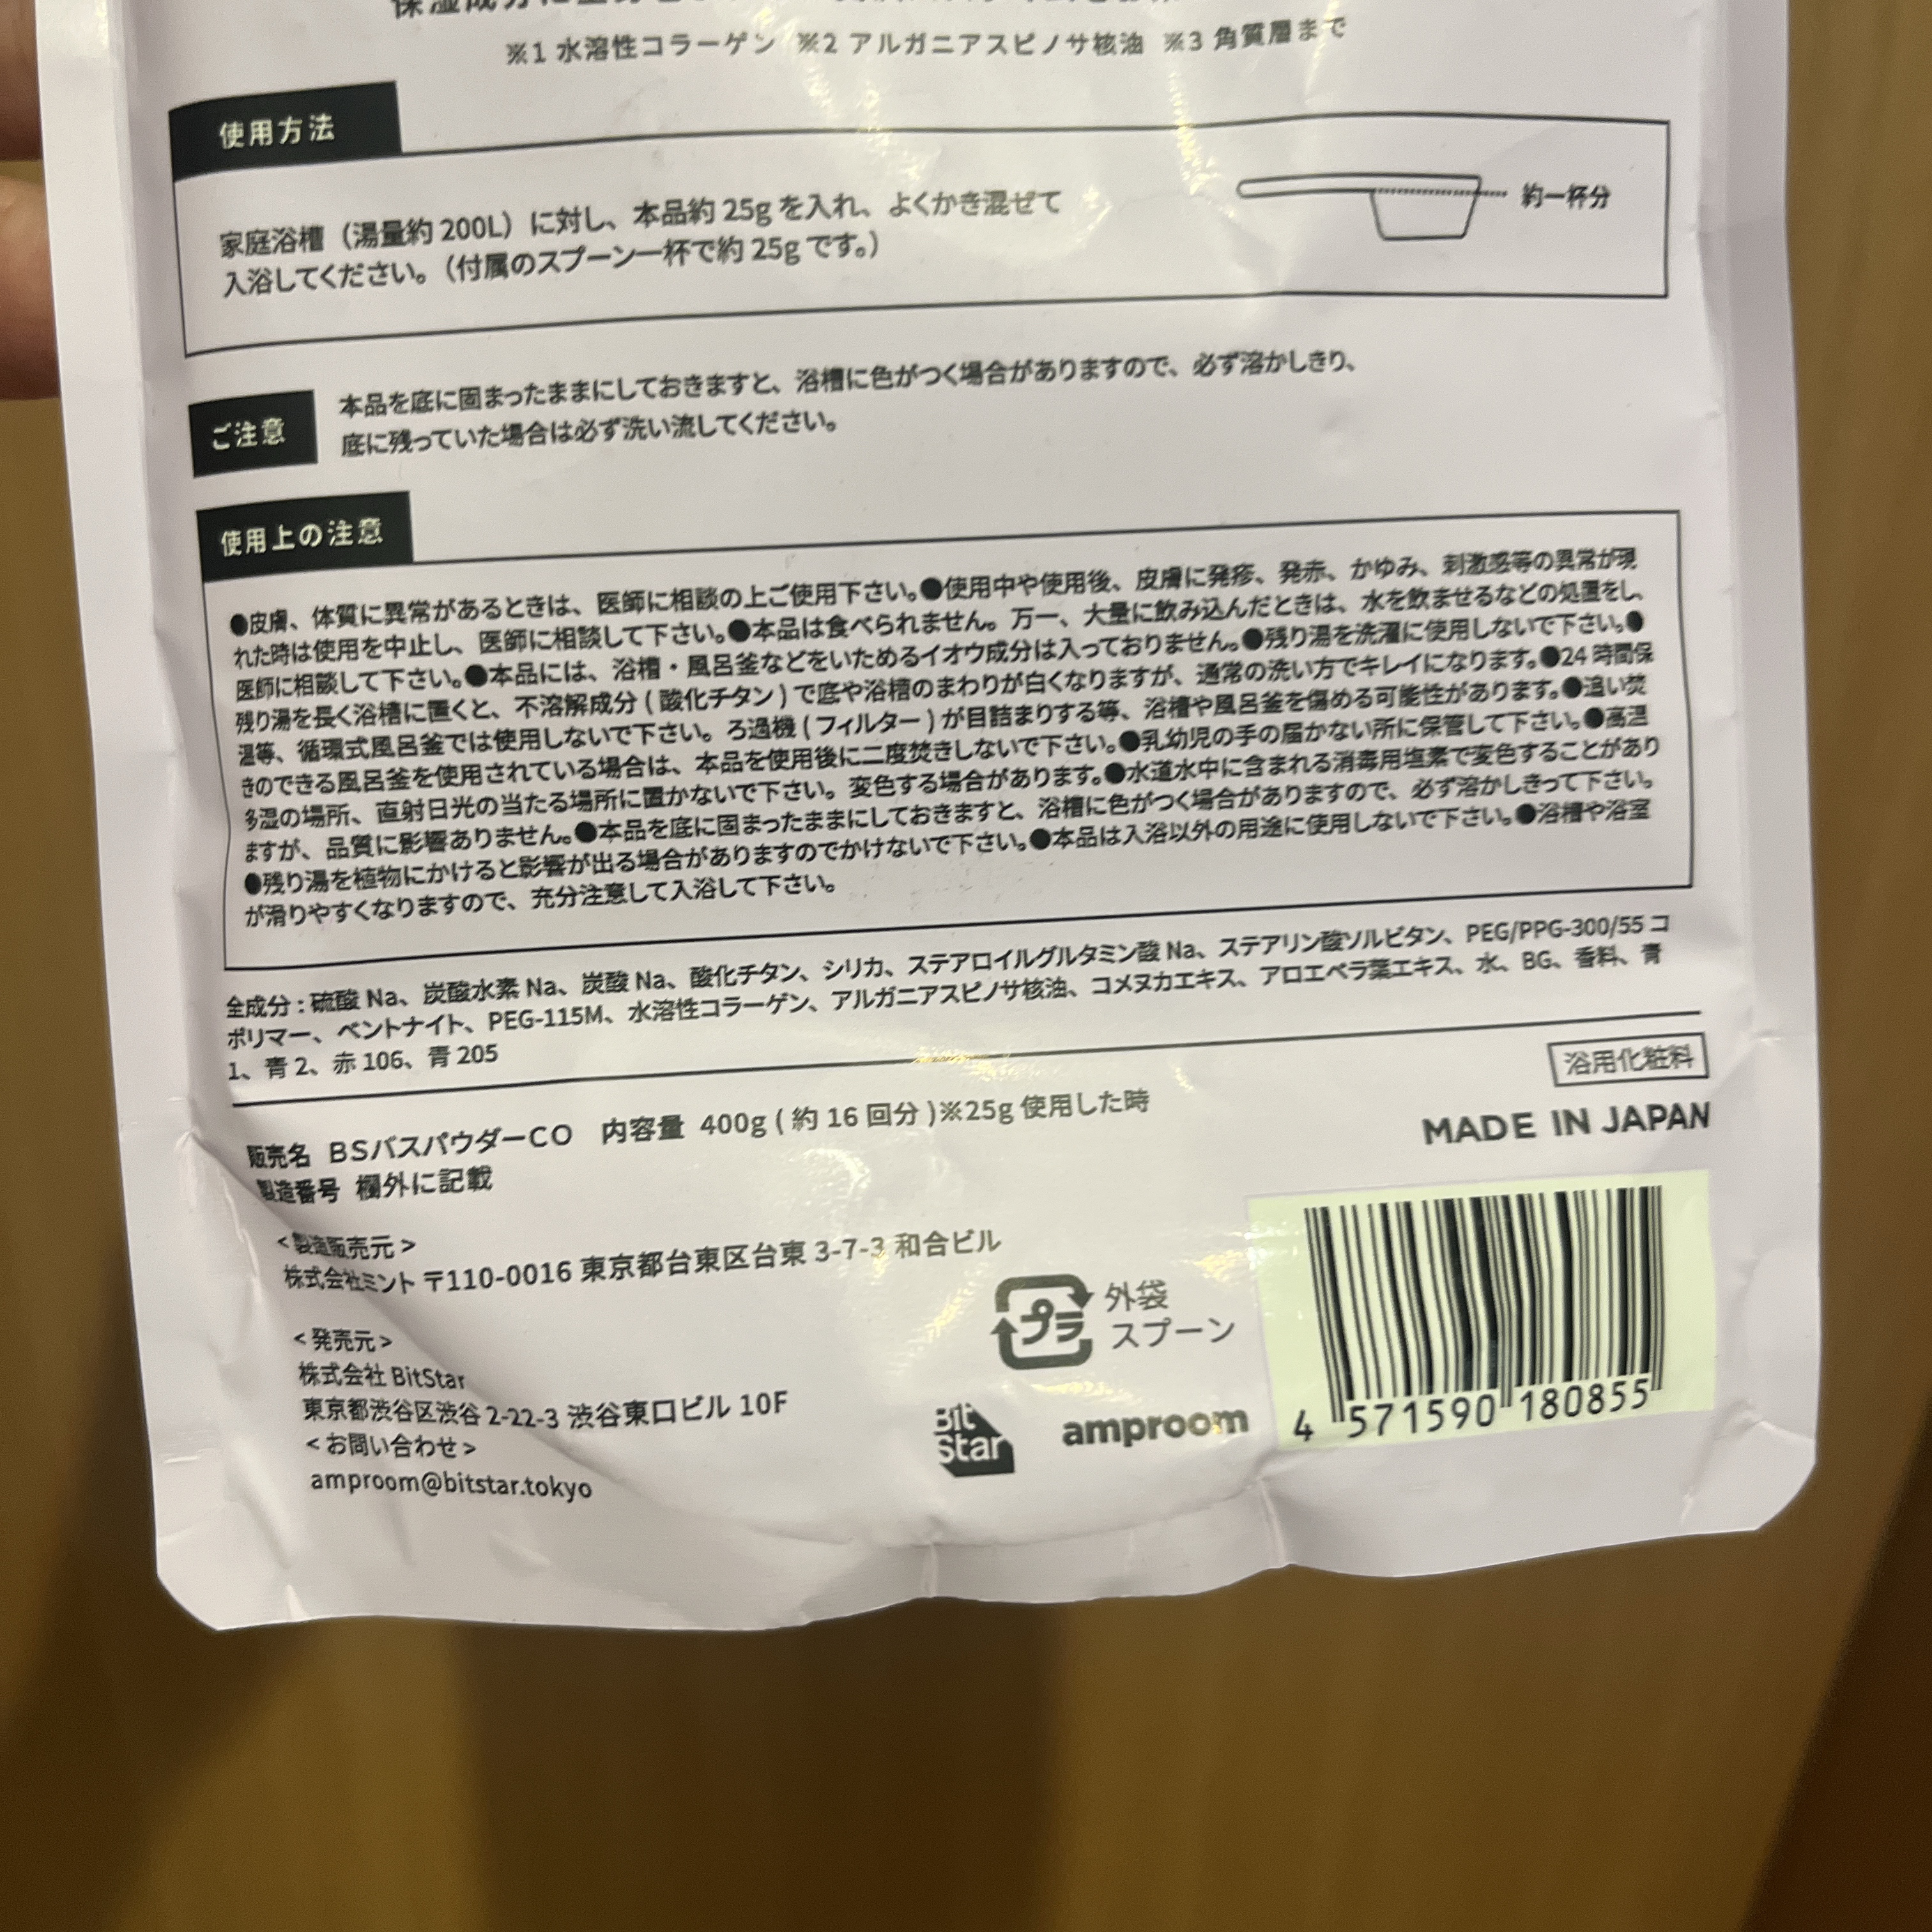 ※1 水溶性コラーゲン ※2 アルガニアスピノサ核油 ※3 角質層まで
使用方法
家庭浴槽（湯量約 200L）に対し、本品約 25g を入れ、よくかき混ぜて
入浴してください。（付属のスプーン一杯で約 25g です。）
約一杯分
ご注意
本品を底に固まったままにしておきますと、浴槽に色がつく場合がありますので、必ず溶かしきり、
底に残っていた場合は必ず洗い流してください。
使用上の注意
●皮膚、体質に異常があるときは、医師に相談の上ご使用下さい。●使用中や使用後、皮膚に発疹、発赤、かゆみ、刺激感等の異常が現
れた時は使用を中止し、医師に相談して下さい。●本品は食べられません。万一、大量に飲み込んだときは、水を飲ませるなどの処置をし、
医師に相談して下さい。●本品には、浴槽・風呂釜などをいためるイオウ成分は入っておりません。●残り湯を洗濯に使用しないで下さい。●
残り湯を長く浴槽に置くと、不溶解成分 ( 酸化チタン ) で底や浴槽のまわりが白くなりますが、通常の洗い方でキレイになります。●24 時間保
温等、循環式風呂釜では使用しないで下さい。ろ過機 ( フィルター ) が目詰まりする等、浴槽や風呂釜を傷める可能性があります。●追い焚
きのできる風呂釜を使用されている場合は、本品を使用後に二度焚きしないで下さい。●乳幼児の手の届かない所に保管して下さい。●高温
多湿の場所、直射日光の当たる場所に置かないで下さい。変色する場合があります。●水道水中に含まれる消毒用塩素で変色することがあり
ますが、品質に影響ありません。●本品を底に固まったままにしておきますと、浴槽に色がつく場合がありますので、必ず溶かしきって下さい。
●残り湯を植物にかけると影響が出る場合がありますのでかけないで下さい。●本品は入浴以外の用途に使用しないで下さい。●浴槽や浴室
が滑りやすくなりますので、充分注意して入浴して下さい。
全成分 : 硫酸 Na、炭酸水素 Na、炭酸 Na、酸化チタン、シリカ、ステアロイルグルタミン酸 Na、ステアリン酸ソルビタン、PEG/PPG-300/55 コ
ポリマー、ベントナイト、PEG-115M、水溶性コラーゲン、アルガニアスピノサ核油、コメヌカエキス、アロエベラ葉エキス、水、BG、香料、青
1、青 2、赤 106、青 205
浴用化粧料
販売名 BSバスパウダーCO 内容量 400g ( 約 16 回分 )※25g 使用した時
製造番号 欄外に記載
MADE IN JAPAN
<製造販売元>
株式会社ミント 〒110-0016 東京都台東区台東 3-7-3 和合ビル
プラ
外袋
スプーン
<発売元>
株式会社 BitStar
東京都渋谷区渋谷 2-22-3 渋谷東口ビル 10F
<お問い合わせ>
amproom@bitstar.tokyo
Bit
Star
amproom
4 571590 180855